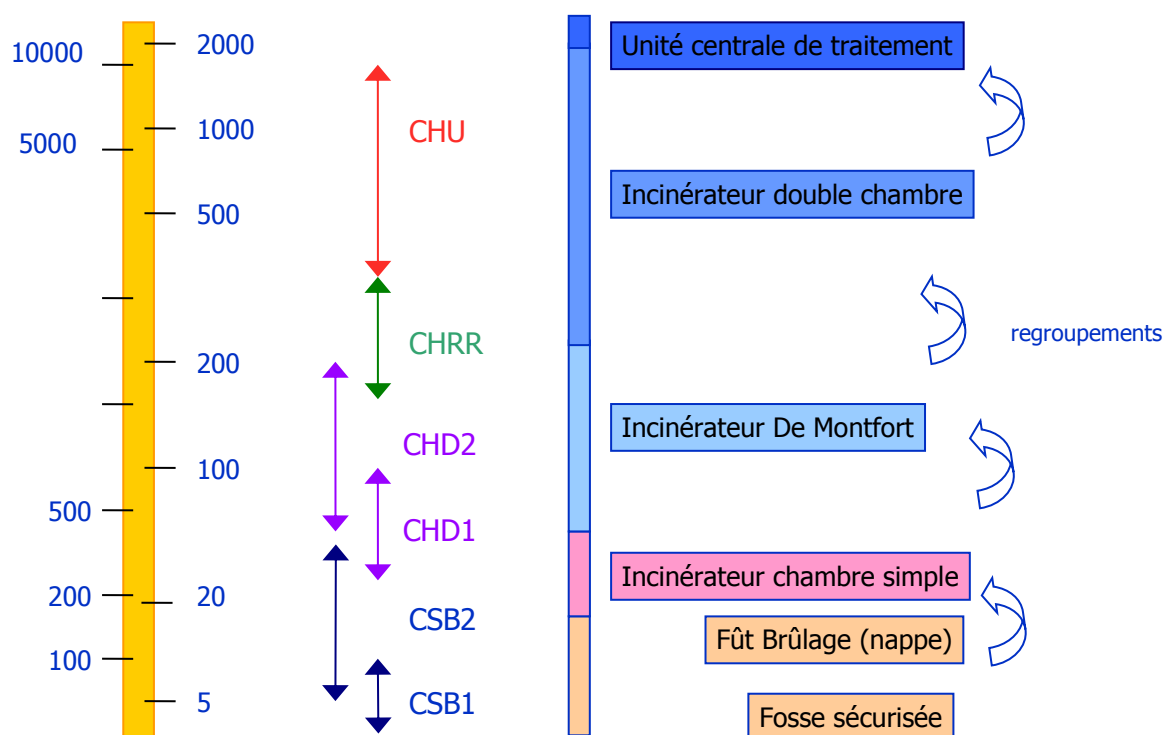 10000
5000
500
200
100
2000
1000
500
200
100
20
5
CHU
CHRR
CHD2
CHD1
CSB2
CSB1
Unité centrale de traitement
Incinérateur double chambre
regroupements
Incinérateur De Montfort
Incinérateur chambre simple
Fût Brûlage (nappe)
Fosse sécurisée